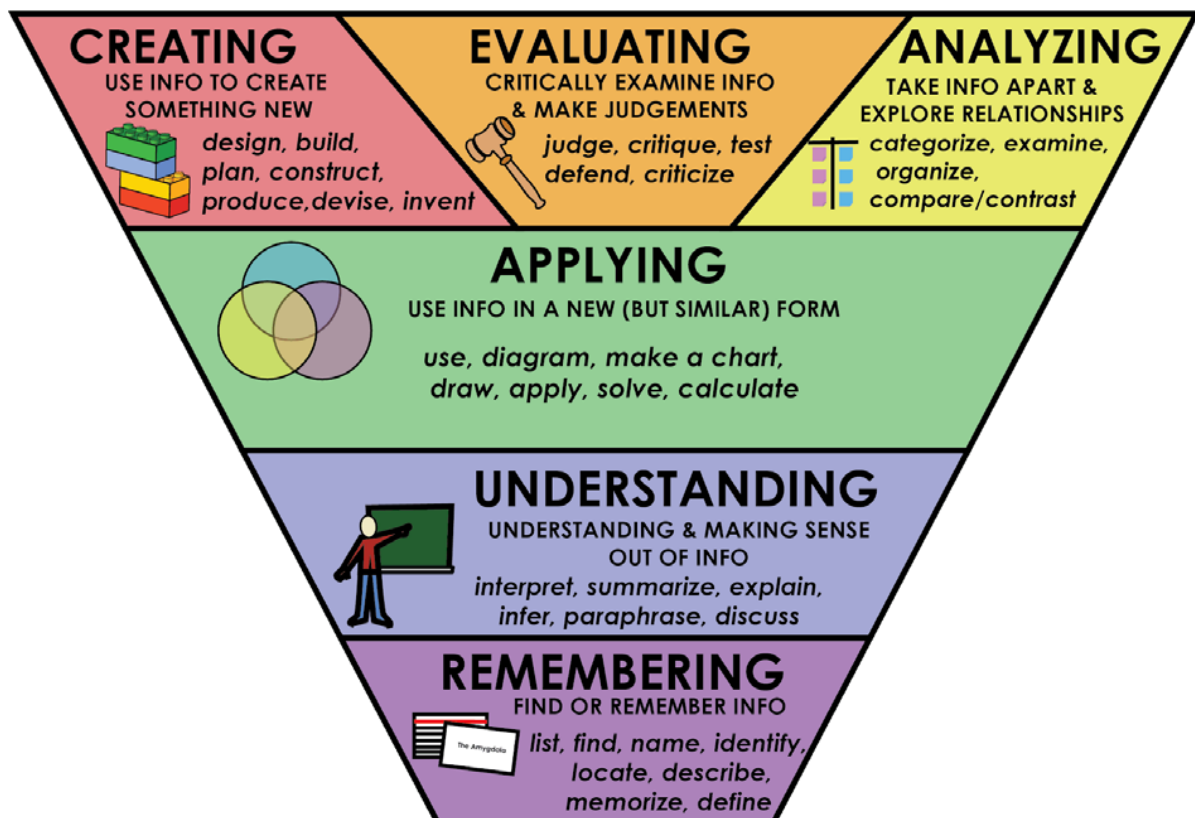 CREATING
USE INFO TO CREATE
SOMETHING NEW
design, build,
plan, construct,
produce,devise, invent
EVALUATING
CRITICALLY EXAMINE INFO
& MAKE JUDGEMENTS
judge, critique, test
defend, criticize
ANALYZING
TAKE INFO APART &
EXPLORE RELATIONSHIPS
categorize, examine,
organize,
compare/contrast
APPLYING
USE INFO IN A NEW (BUT SIMILAR) FORM
use, diagram, make a chart,
draw, apply, solve, calculate
UNDERSTANDING
UNDERSTANDING & MAKING SENSE
OUT OF INFO
interpret, summarize, explain,
infer, paraphrase, discuss
REMEMBERING
FIND OR REMEMBER INFO
The Amygdala
list, find, name, identify,
locate, describe,
memorize, define